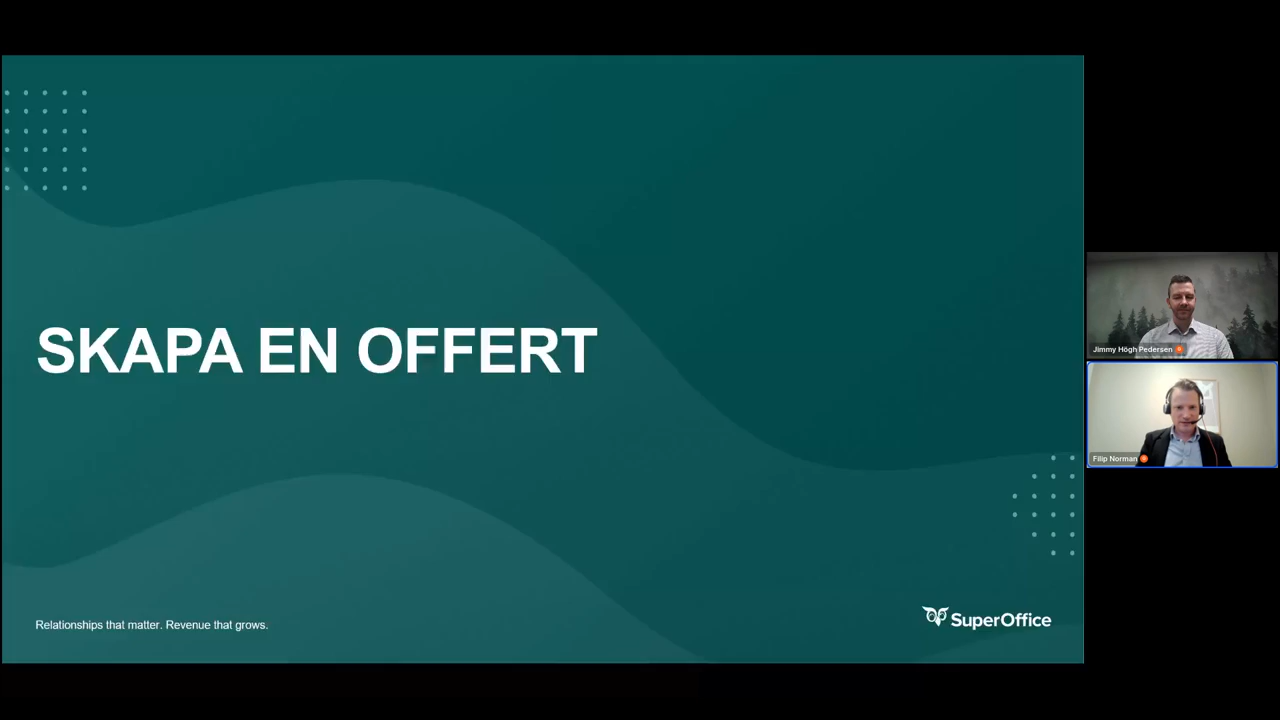 SKAPA EN OFFERT
Jimmy Högh Pedersen
Filip Norman
Relationships that matter. Revenue that grows.
SuperOffice